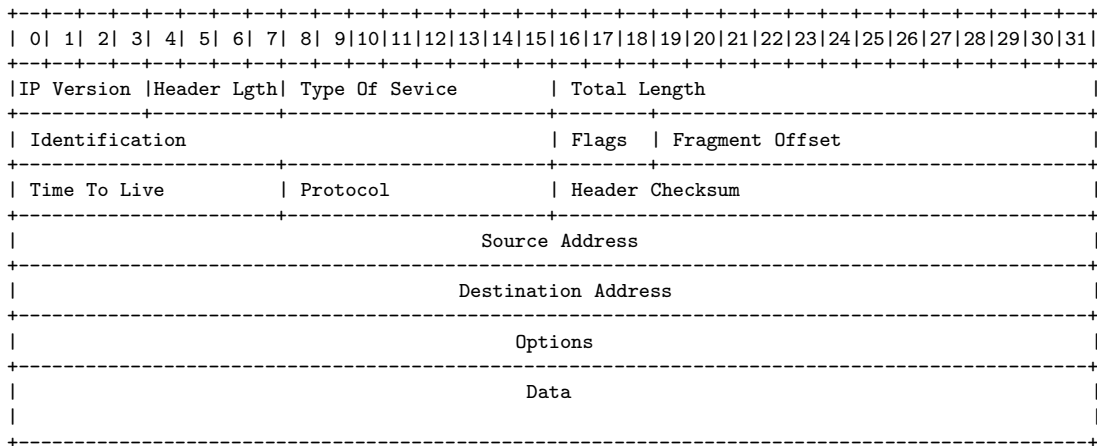 +--+--+--+--+--+--+--+--+--+--+--+--+--+--+--+--+--+--+--+--+--+--+--+--+--+--+--+--+--+--+--+--+
| 0| 1| 2| 3| 4| 5| 6| 7| 8| 9|10|11|12|13|14|15|16|17|18|19|20|21|22|23|24|25|26|27|28|29|30|31|
+--+--+--+--+--+--+--+--+--+--+--+--+--+--+--+--+--+--+--+--+--+--+--+--+--+--+--+--+--+--+--+--+
|IP Version |Header Lgth| Type Of Sevice        | Total Length                                  |
+-----------+-----------+-----------------------+--------+--------------------------------------+
| Identification                                | Flags  | Fragment Offset                      |
+-----------------------+-----------------------+--------+--------------------------------------+
| Time To Live          | Protocol              | Header Checksum                               |
+-----------------------+-----------------------+-----------------------------------------------+
|                                         Source Address                                        |
+-----------------------------------------------------------------------------------------------+
|                                       Destination Address                                     |
+-----------------------------------------------------------------------------------------------+
|                                            Options                                            |
+-----------------------------------------------------------------------------------------------+
|                                             Data                                              |
|                                                                                               |
+-----------------------------------------------------------------------------------------------+